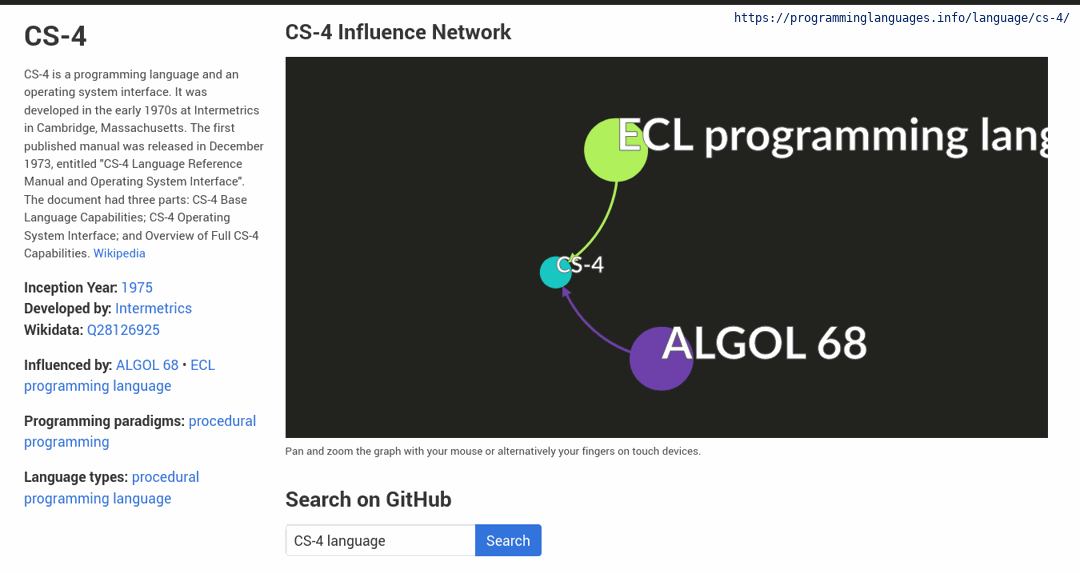 https://programminglanguages.info/language/cs-4/
CS-4
CS-4 is a programming language and an
operating system interface. It was
developed in the early 1970s at Intermetrics
in Cambridge, Massachusetts. The first
published manual was released in December
1973, entitled "CS-4 Language Reference
Manual and Operating System Interface".
The document had three parts: CS-4 Base
Language Capabilities; CS-4 Operating
System Interface; and Overview of Full CS-4
Capabilities. Wikipedia
Inception Year: 1975
Developed by: Intermetrics
Wikidata: Q28126925
Influenced by: ALGOL 68 • ECL
programming language
Programming paradigms: procedural
programming
Language types: procedural
programming language
CS-4 Influence Network
ECL programming lang
CS-4
ALGOL 68
Pan and zoom the graph with your mouse or alternatively your fingers on touch devices.
Search on GitHub
CS-4 language
Search